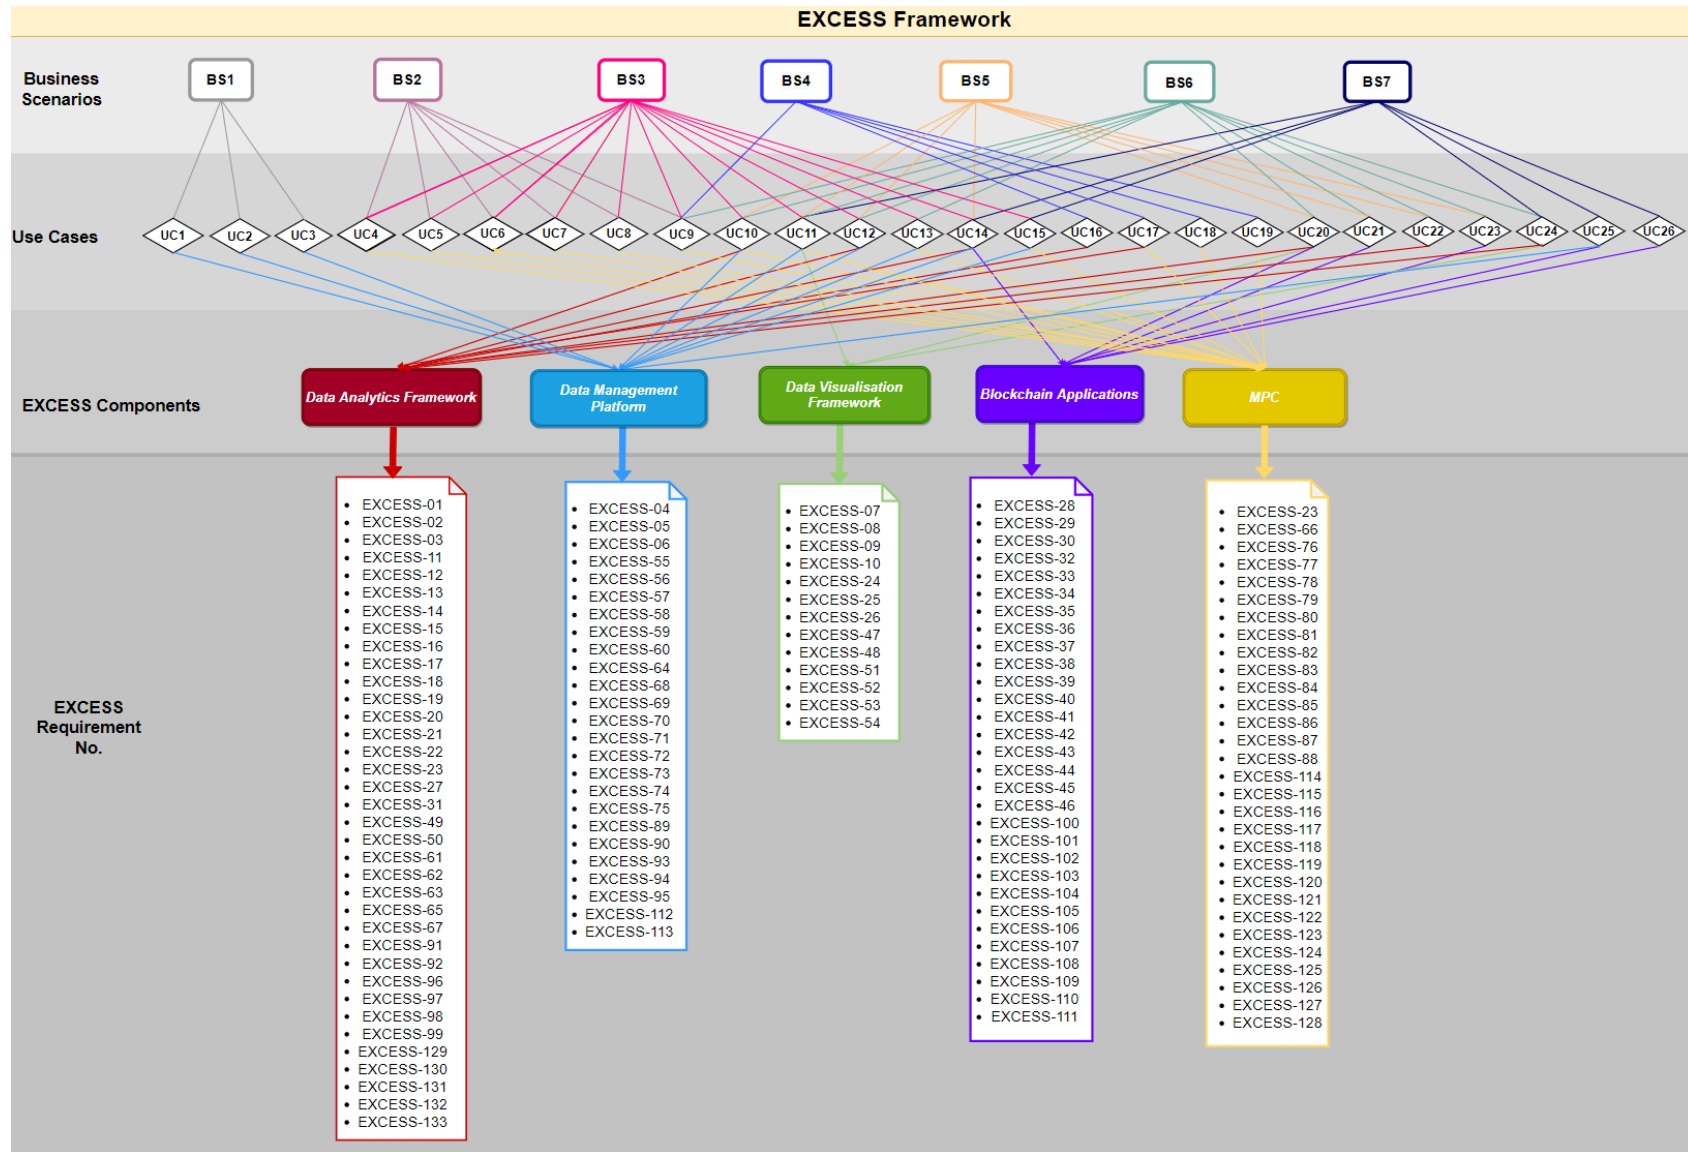 EXCESS Framework
Business
Scenarios
BS1
BS2
BS3
BS4
BS5
BS6
BS7
Use Cases
UC1
UC2
UC3
UC4
UC5
UC6
UC7
UC8
UC9
UC10
UC11
UC12
UC13
UC14
UC15
UC16
UC17
UC18
UC19
UC20
UC21
UC22
UC23
UC24
UC25
UC26
EXCESS Components
Data Analytics Framework
Data Management
Platform
Data Visualisation
Framework
Blockchain Applications
MPC
EXCESS
Requirement
No.
• EXCESS-01
• EXCESS-02
• EXCESS-03
• EXCESS-11
• EXCESS-12
• EXCESS-13
• EXCESS-14
• EXCESS-15
• EXCESS-16
• EXCESS-17
• EXCESS-18
• EXCESS-19
• EXCESS-20
• EXCESS-21
• EXCESS-22
• EXCESS-23
• EXCESS-27
• EXCESS-31
• EXCESS-49
• EXCESS-50
• EXCESS-61
• EXCESS-62
• EXCESS-63
• EXCESS-65
• EXCESS-67
• EXCESS-91
• EXCESS-92
• EXCESS-96
• EXCESS-97
• EXCESS-98
• EXCESS-99
• EXCESS-129
• EXCESS-130
• EXCESS-131
• EXCESS-132
• EXCESS-133
• EXCESS-04
• EXCESS-05
• EXCESS-06
• EXCESS-55
• EXCESS-56
• EXCESS-57
• EXCESS-58
• EXCESS-59
• EXCESS-60
• EXCESS-64
• EXCESS-68
• EXCESS-69
• EXCESS-70
• EXCESS-71
• EXCESS-72
• EXCESS-73
• EXCESS-74
• EXCESS-75
• EXCESS-89
• EXCESS-90
• EXCESS-93
• EXCESS-94
• EXCESS-95
• EXCESS-112
• EXCESS-113
• EXCESS-07
• EXCESS-08
• EXCESS-09
• EXCESS-10
• EXCESS-24
• EXCESS-25
• EXCESS-26
• EXCESS-47
• EXCESS-48
• EXCESS-51
• EXCESS-52
• EXCESS-53
• EXCESS-54
• EXCESS-28
• EXCESS-29
• EXCESS-30
• EXCESS-32
• EXCESS-33
• EXCESS-34
• EXCESS-35
• EXCESS-36
• EXCESS-37
• EXCESS-38
• EXCESS-39
• EXCESS-40
• EXCESS-41
• EXCESS-42
• EXCESS-43
• EXCESS-44
• EXCESS-45
• EXCESS-46
• EXCESS-100
• EXCESS-101
• EXCESS-102
• EXCESS-103
• EXCESS-104
• EXCESS-105
• EXCESS-106
• EXCESS-107
• EXCESS-108
• EXCESS-109
• EXCESS-110
• EXCESS-111
• EXCESS-23
• EXCESS-66
• EXCESS-76
• EXCESS-77
• EXCESS-78
• EXCESS-79
• EXCESS-80
• EXCESS-81
• EXCESS-82
• EXCESS-83
• EXCESS-84
• EXCESS-85
• EXCESS-86
• EXCESS-87
• EXCESS-88
• EXCESS-114
• EXCESS-115
• EXCESS-116
• EXCESS-117
• EXCESS-118
• EXCESS-119
• EXCESS-120
• EXCESS-121
• EXCESS-122
• EXCESS-123
• EXCESS-124
• EXCESS-125
• EXCESS-126
• EXCESS-127
• EXCESS-128